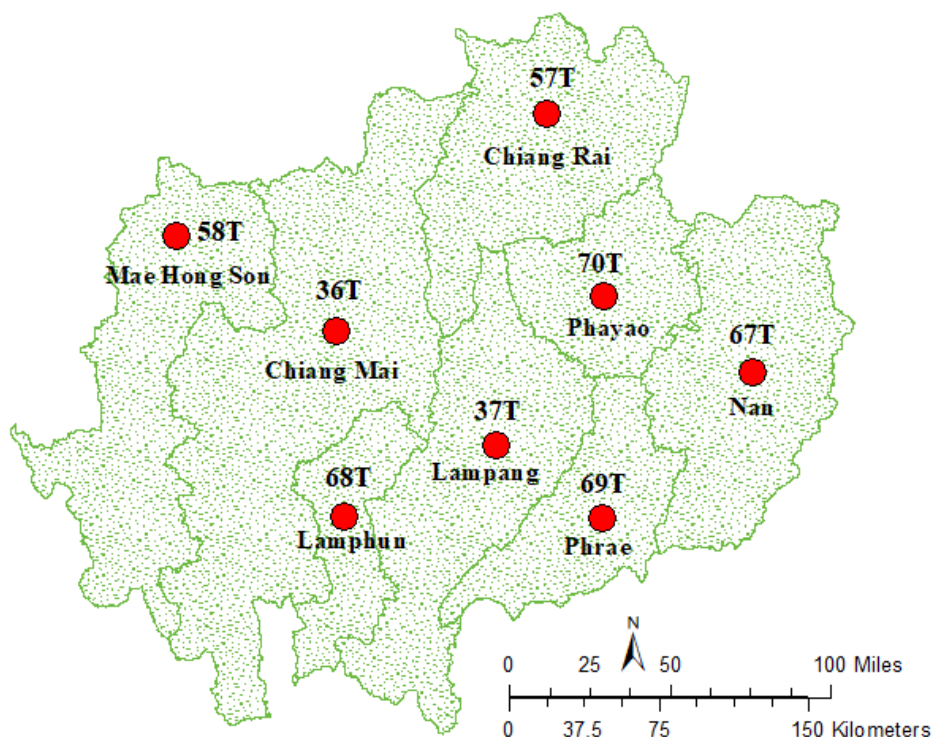 57T
Chiang Rai
58T
Mae Hong Son
36T
Chiang Mai
70T
Phayao
67T
Nan
37T
Lampang
68T
Lamphun
69T
Phrae
N
0 25 50 100 Miles
0 37.5 75 150 Kilometers